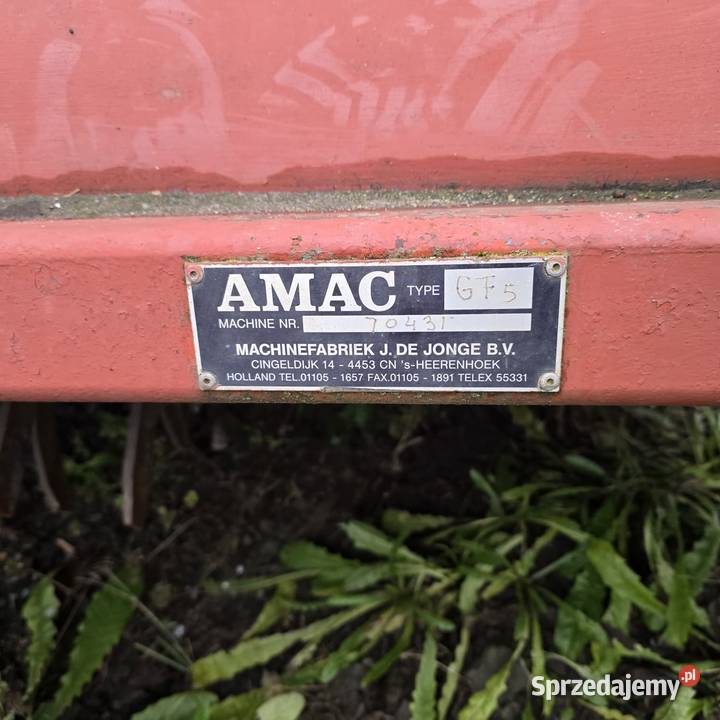 AMAC TYPE GF5
MACHINE NR. 70431
MACHINEFABRIEK J. DE JONGE B.V.
CINGELDIJK 14 - 4453 CN 's-HEERENHOEK
HOLLAND TEL.01105 - 1657 FAX.01105 - 1891 TELEX 55331
Sprzedajemy.pl